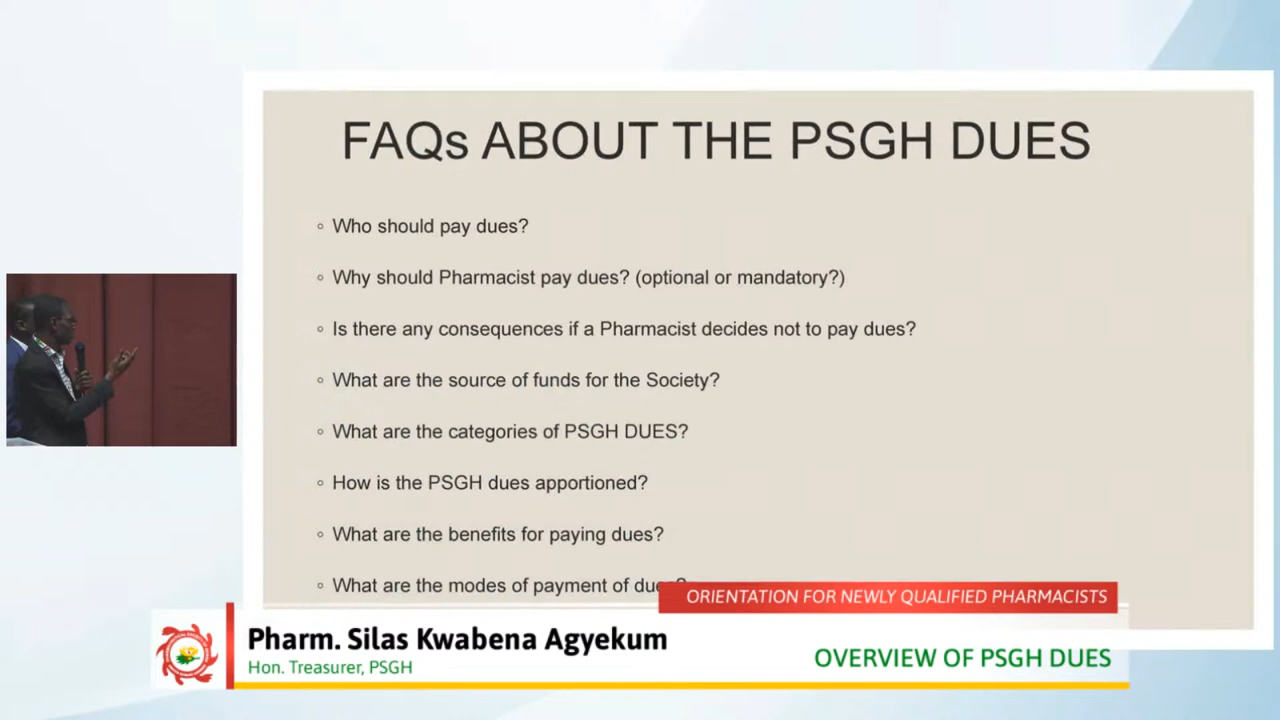 FAQs ABOUT THE PSGH DUES
Who should pay dues?
Why should Pharmacist pay dues? (optional or mandatory?)
Is there any consequences if a Pharmacist decides not to pay dues?
What are the source of funds for the Society?
What are the categories of PSGH DUES?
How is the PSGH dues apportioned?
What are the benefits for paying dues?
What are the modes of payment of
ORIENTATION FOR NEWLY QUALIFIED PHARMACISTS
Pharm. Silas Kwabena Agyekum
Hon. Treasurer, PSGH
OVERVIEW OF PSGH DUES